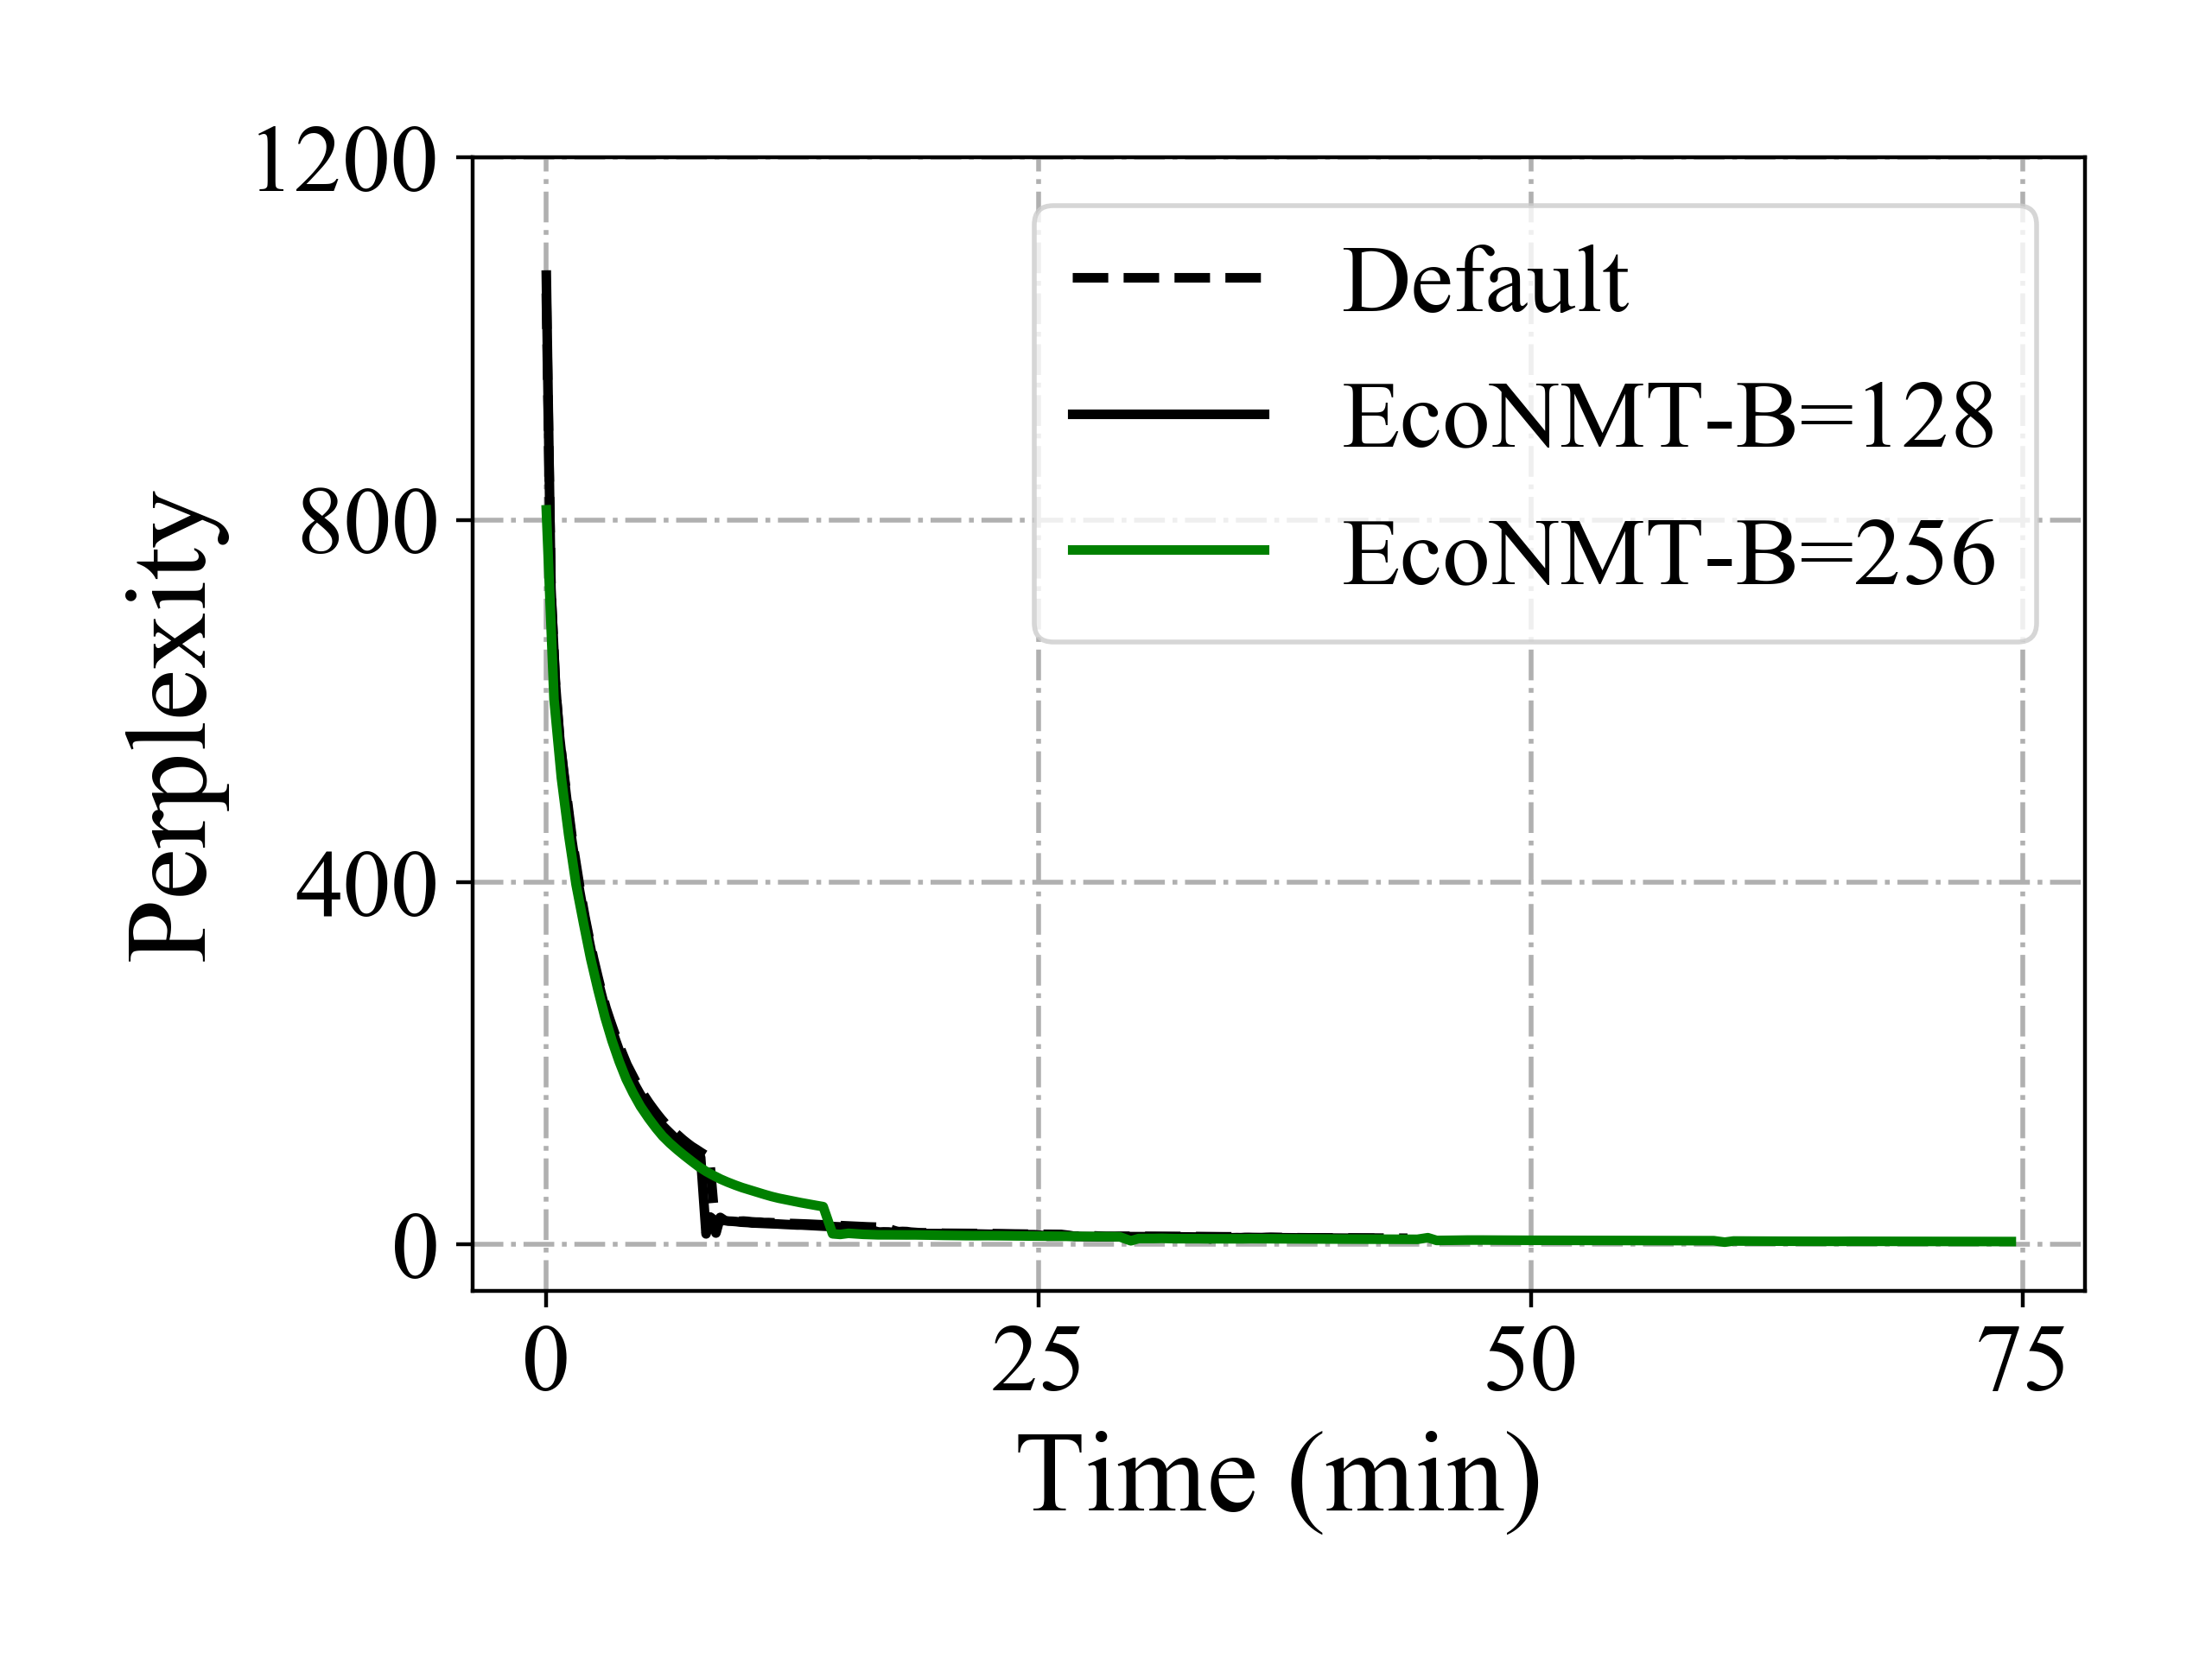 1200
800
400
0
Perplexity
Default
EcoNMT-B=128
EcoNMT-B=256
0 25 50 75
Time (min)